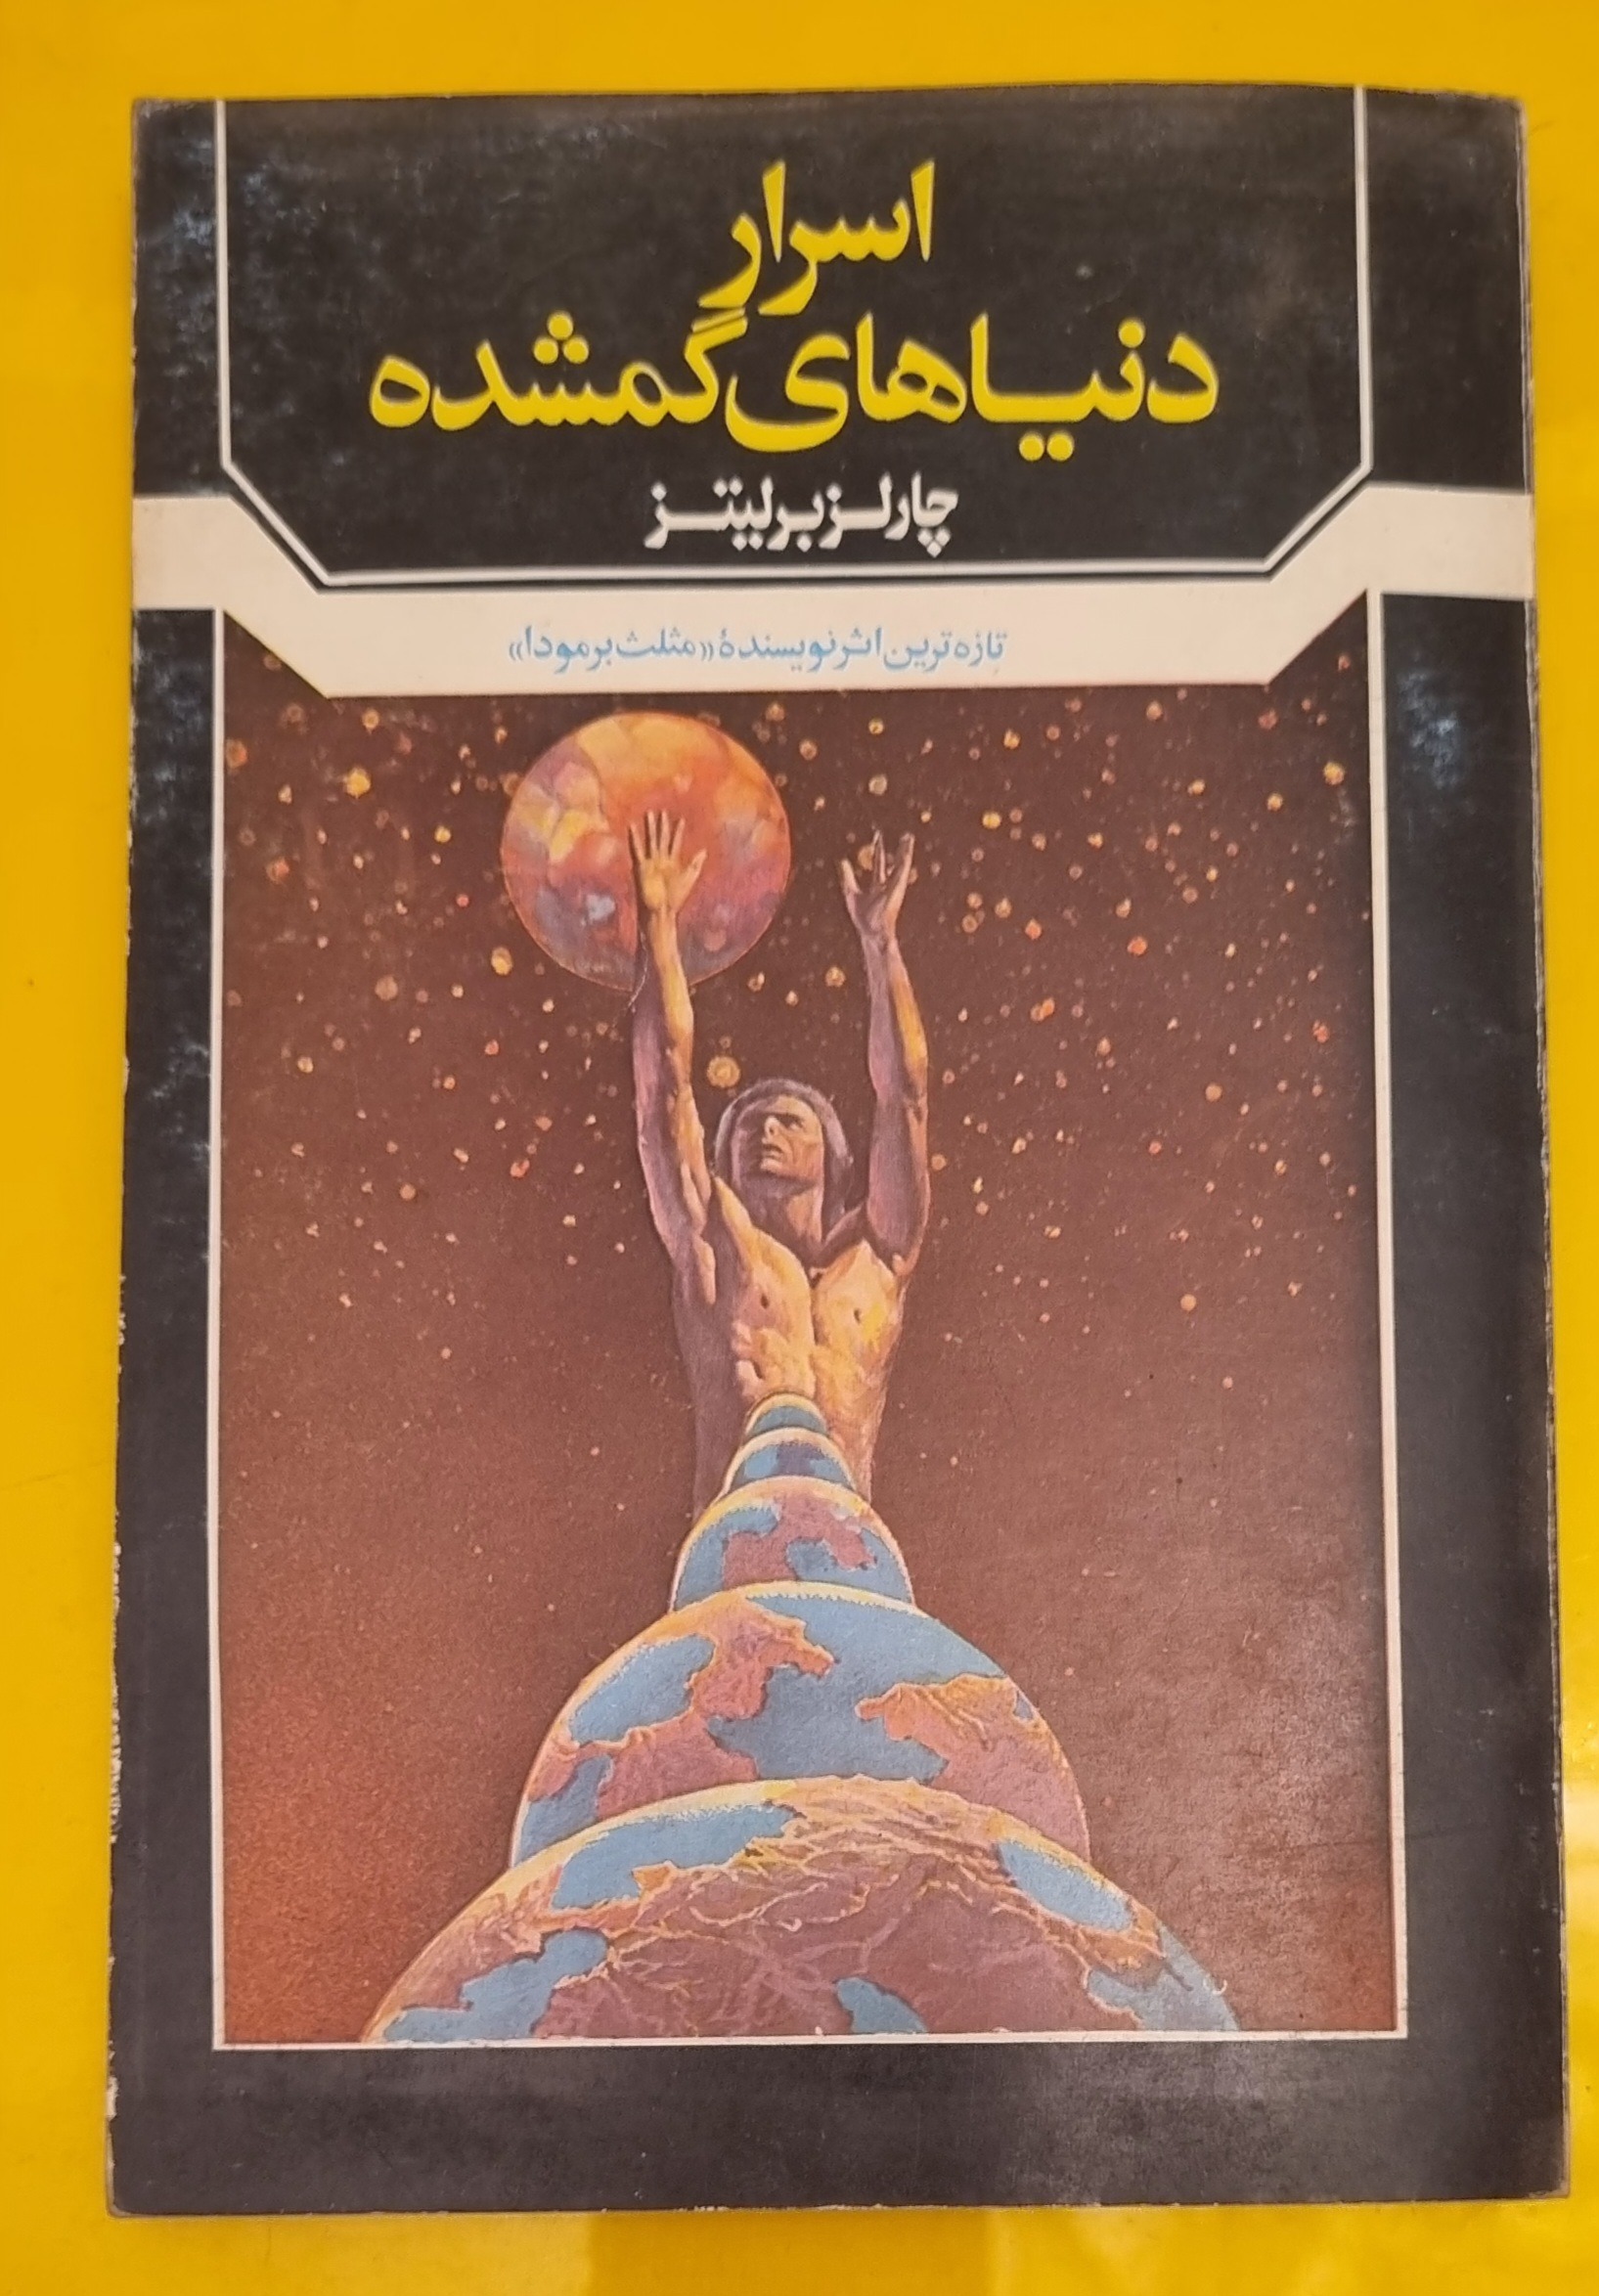 اسرار
دنیاهای گمشده
چارلز برلیتز
تازه‌ترین اثر نویسندهٔ «مثلث برمودا»